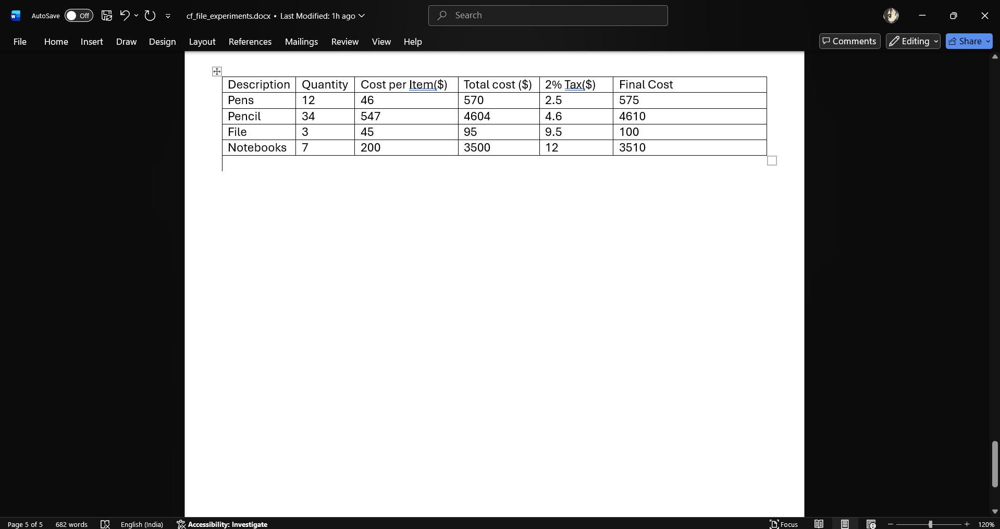 AutoSave Off cf_file_experiments.docx • Last Modified: 1h ago Search
File Home Insert Draw Design Layout References Mailings Review View Help Comments Editing Share
Description Quantity Cost per Item($) Total cost ($) 2% Tax($) Final Cost
Pens 12 46 570 2.5 575
Pencil 34 547 4604 4.6 4610
File 3 45 95 9.5 100
Notebooks 7 200 3500 12 3510
Page 5 of 5 682 words English (India) Accessibility: Investigate Focus 120%